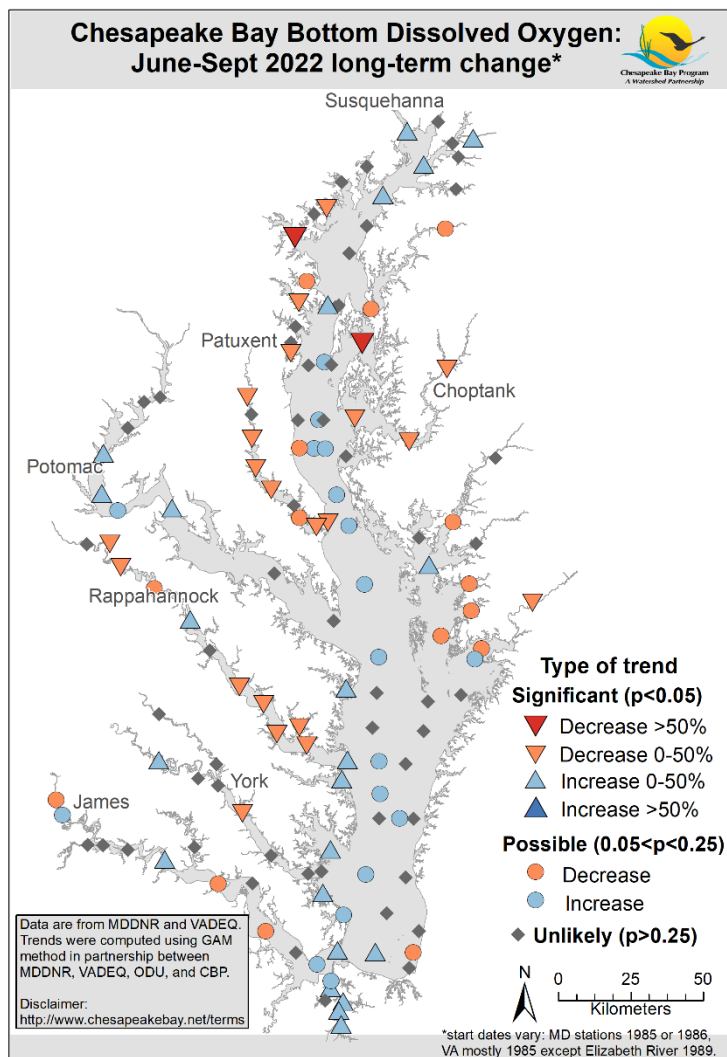 Chesapeake Bay Bottom Dissolved Oxygen:
June-Sept 2022 long-term change*
Chesapeake Bay Program
A Watershed Partnership
Susquehanna
Patuxent
Choptank
Potomac
Rappahannock
York
James
Type of trend
Significant (p<0.05)
Decrease >50%
Decrease 0-50%
Increase 0-50%
Increase >50%
Possible (0.05<p<0.25)
Decrease
Increase
Unlikely (p>0.25)
N
0 25 50
Kilometers
Data are from MDDNR and VADEQ.
Trends were computed using GAM
method in partnership between
MDDNR, VADEQ, ODU, and CBP.
Disclaimer:
http://www.chesapeakebay.net/terms
*start dates vary: MD stations 1985 or 1986,
VA mostly 1985 except Elizabeth River 1989.